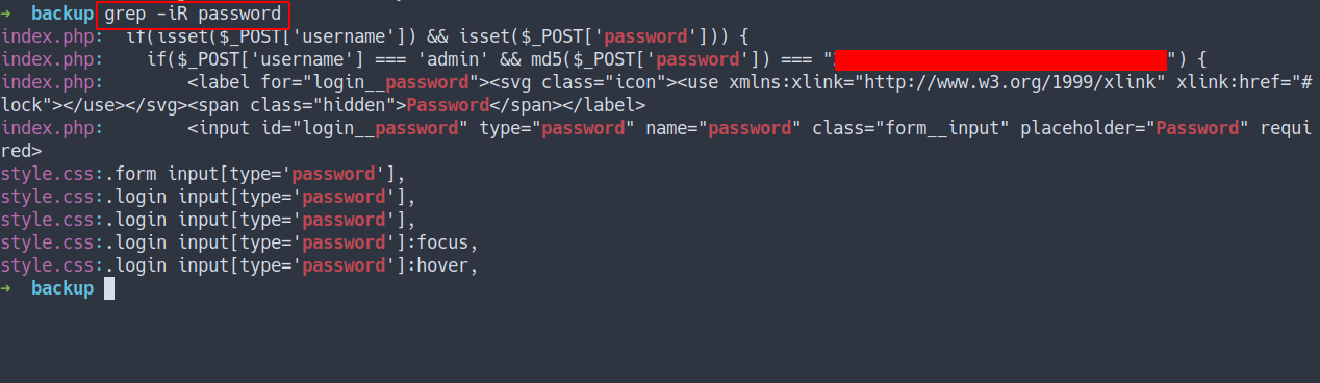 ➜ backup grep -iR password
index.php: if(isset($_POST['username']) && isset($_POST['password'])) {
index.php: if($_POST['username'] === 'admin' && md5($_POST['password']) === "") {
index.php: <label for="login__password"><svg class="icon"><use xmlns:xlink="http://www.w3.org/1999/xlink" xlink:href="#
lock"></use></svg><span class="hidden">Password</span></label>
index.php: <input id="login__password" type="password" name="password" class="form__input" placeholder="Password" requi
red>
style.css:.form input[type='password'],
style.css:.login input[type='password'],
style.css:.login input[type='password'],
style.css:.login input[type='password']:focus,
style.css:.login input[type='password']:hover,
➜ backup